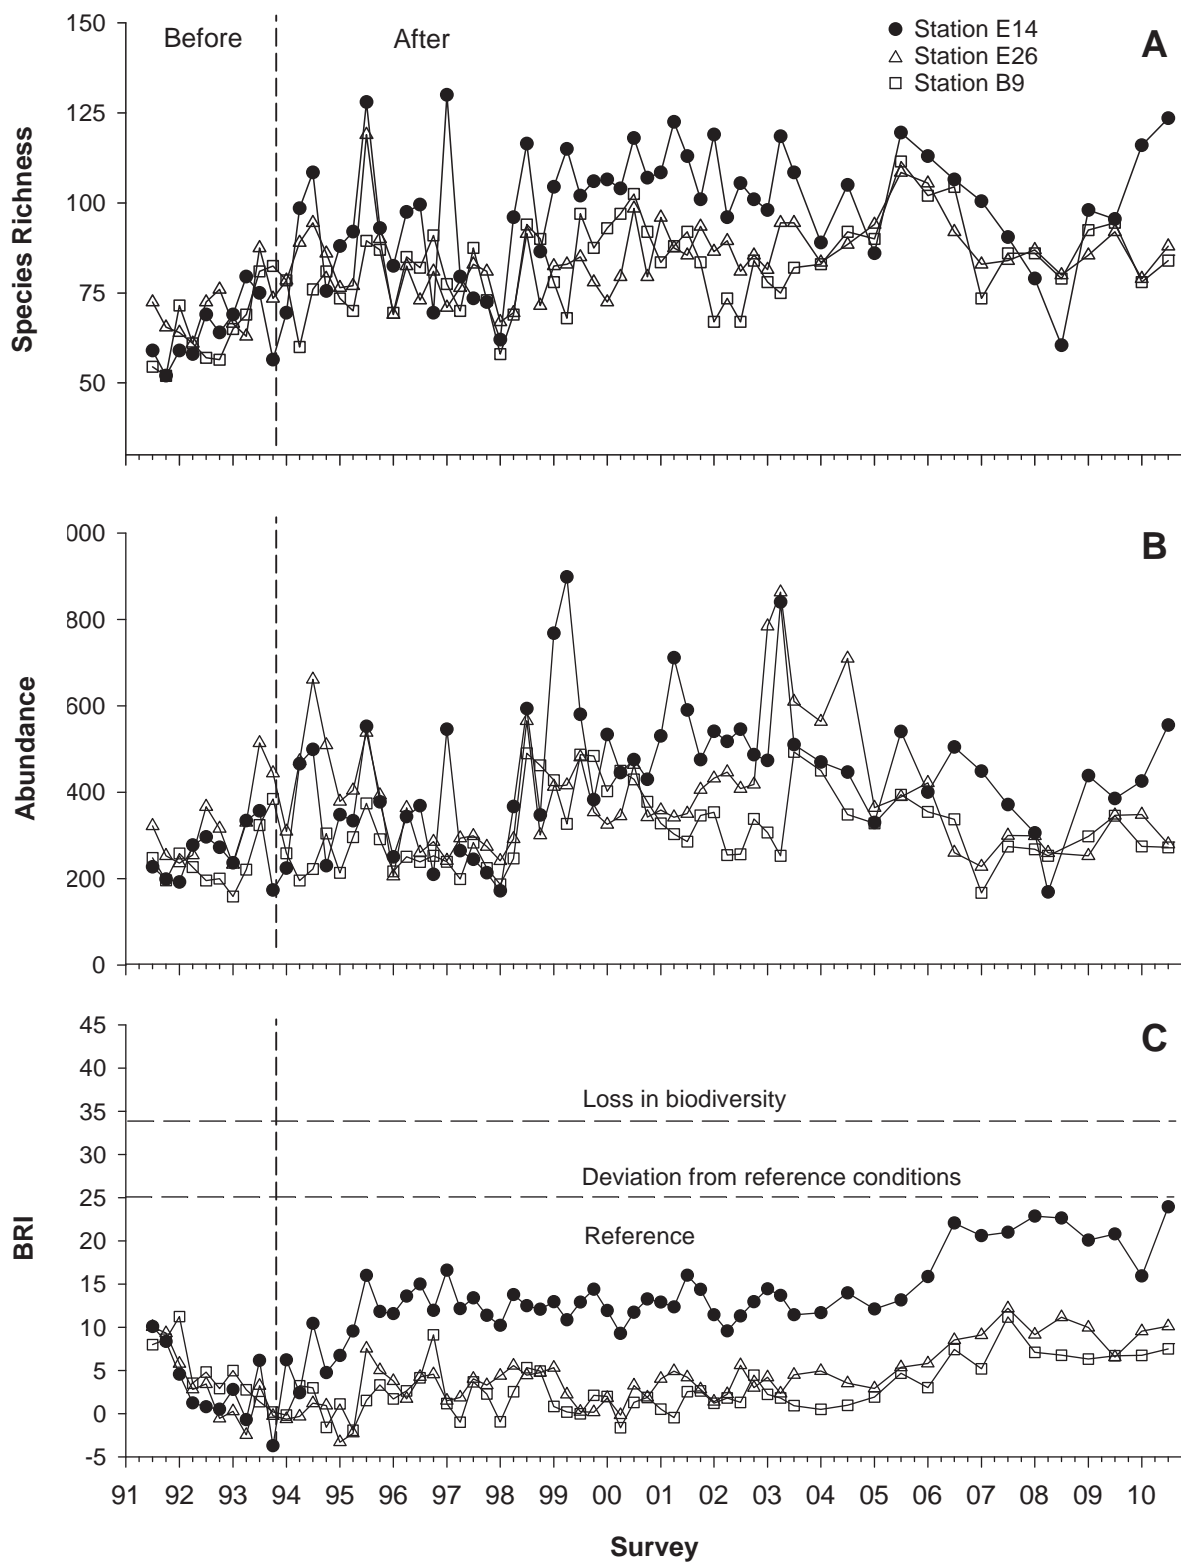 150
Before
After
Station E14
Station E26
Station B9
A
125
100
75
50
Species Richness
000
B
800
600
400
200
0
Abundance
45
C
40
35
Loss in biodiversity
30
Deviation from reference conditions
25
Reference
20
15
10
5
0
-5
BRI
91 92 93 94 95 96 97 98 99 00 01 02 03 04 05 06 07 08 09 10
Survey